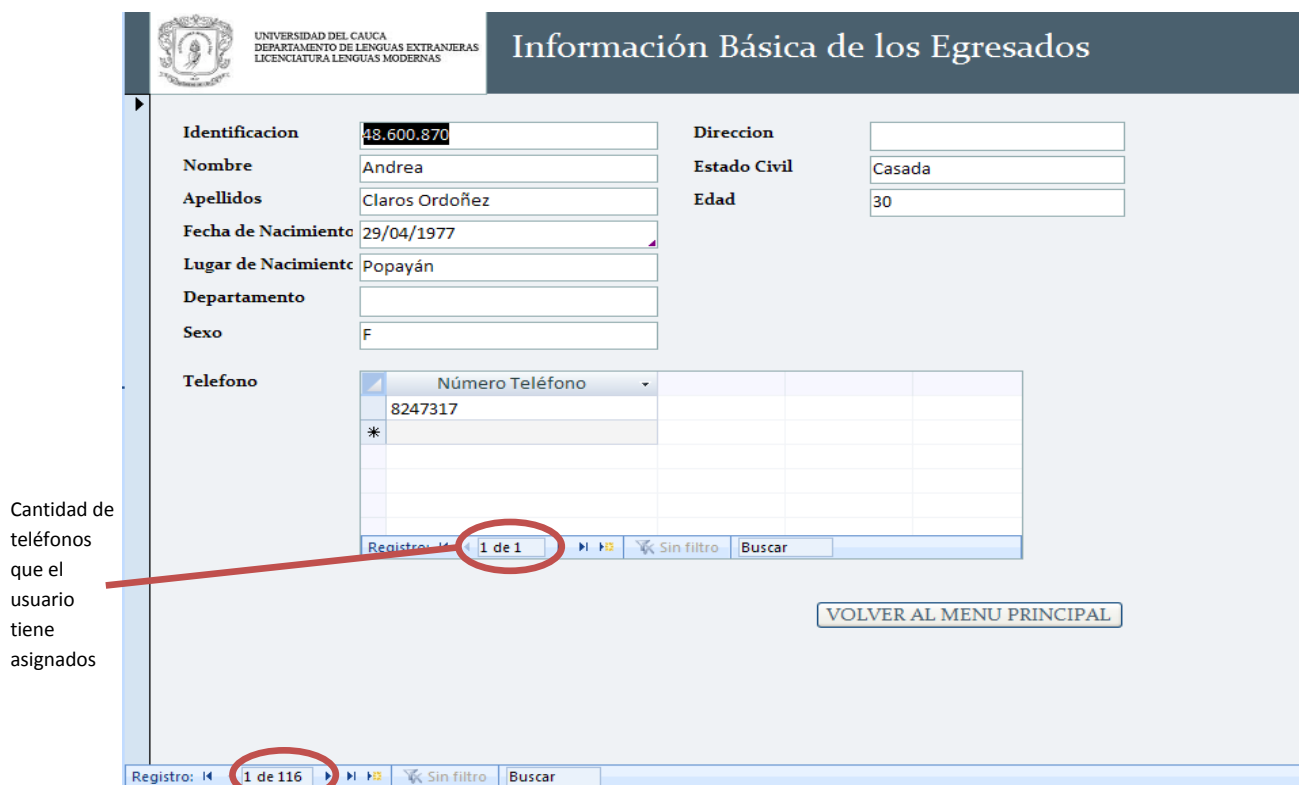 UNIVERSIDAD DEL CAUCA
DEPARTAMENTO DE LENGUAS EXTRANJERAS
LICENCIATURA LENGUAS MODERNAS
Información Básica de los Egresados
Identificacion 48.600.870
Direccion
Nombre Andrea
Estado Civil Casada
Apellidos Claros Ordoñez
Edad 30
Fecha de Nacimiento 29/04/1977
Lugar de Nacimiento Popayán
Departamento
Sexo F
Telefono
Número Teléfono
8247317
Registro: 1 de 1 Sin filtro Buscar
Cantidad de
teléfonos
que el
usuario
tiene
asignados
VOLVER AL MENU PRINCIPAL
Registro: 1 de 116 Sin filtro Buscar